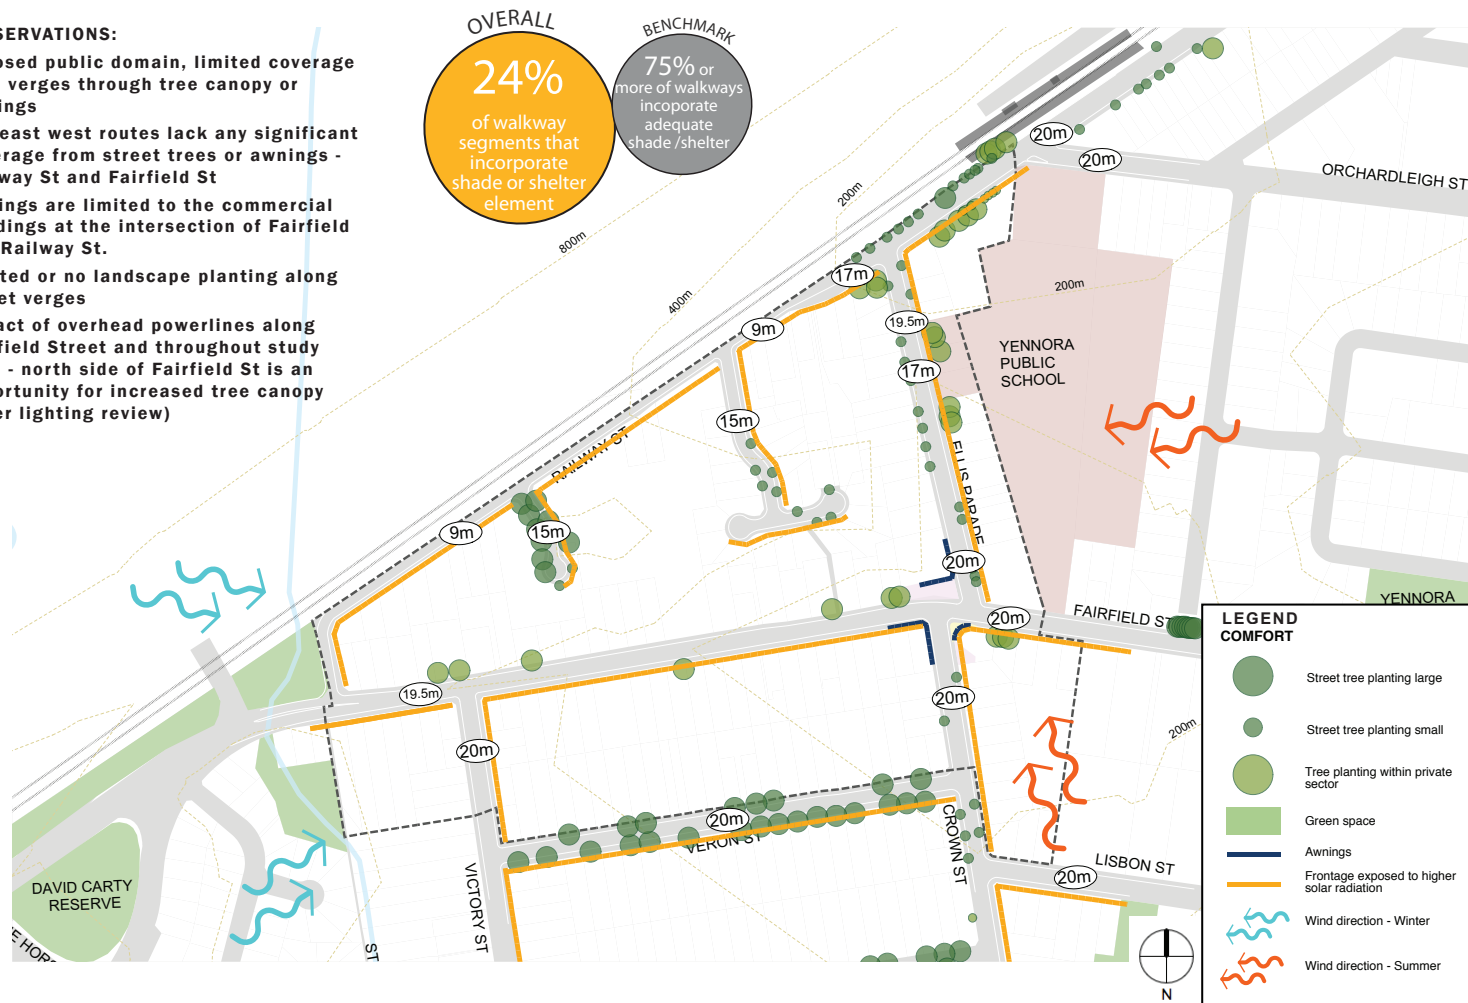 SERVATIONS:
osed public domain, limited coverage
verges through tree canopy or
ings
east west routes lack any significant
erage from street trees or awnings -
way St and Fairfield St
ings are limited to the commercial
dings at the intersection of Fairfield
Railway St.
ted or no landscape planting along
et verges
act of overhead powerlines along
field Street and throughout study
- north side of Fairfield St is an
ortunity for increased tree canopy
er lighting review)
OVERALL
24%
of walkway
segments that
incorporate
shade or shelter
element
BENCHMARK
75% or
more of walkways
incoporate
adequate
shade /shelter
800m
400m
200m
20m
20m
ORCHARDLEIGH ST
17m
200m
9m
19.5m
YENNORA
PUBLIC
SCHOOL
17m
15m
RAILWAY ST
ELLIS PARADE
9m
15m
20m
YENNORA
FAIRFIELD ST
20m
19.5m
20m
200m
20m
20m
VERON ST
CROWN ST
LISBON ST
20m
VICTORY ST
DAVID CARTY
RESERVE
E HORS
ST
N
LEGEND
COMFORT
Street tree planting large
Street tree planting small
Tree planting within private
sector
Green space
Awnings
Frontage exposed to higher
solar radiation
Wind direction - Winter
Wind direction - Summer